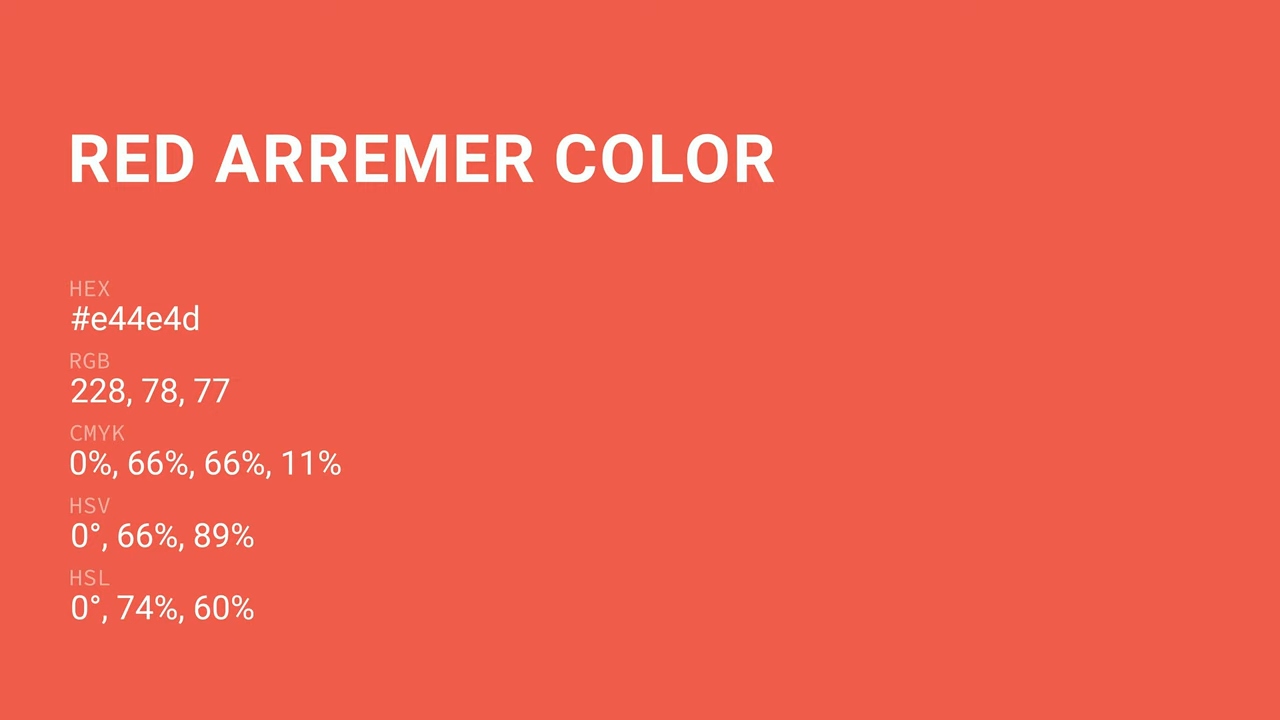 RED ARREMER COLOR
HEX
#e44e4d
RGB
228, 78, 77
CMYK
0%, 66%, 66%, 11%
HSV
0°, 66%, 89%
HSL
0°, 74%, 60%